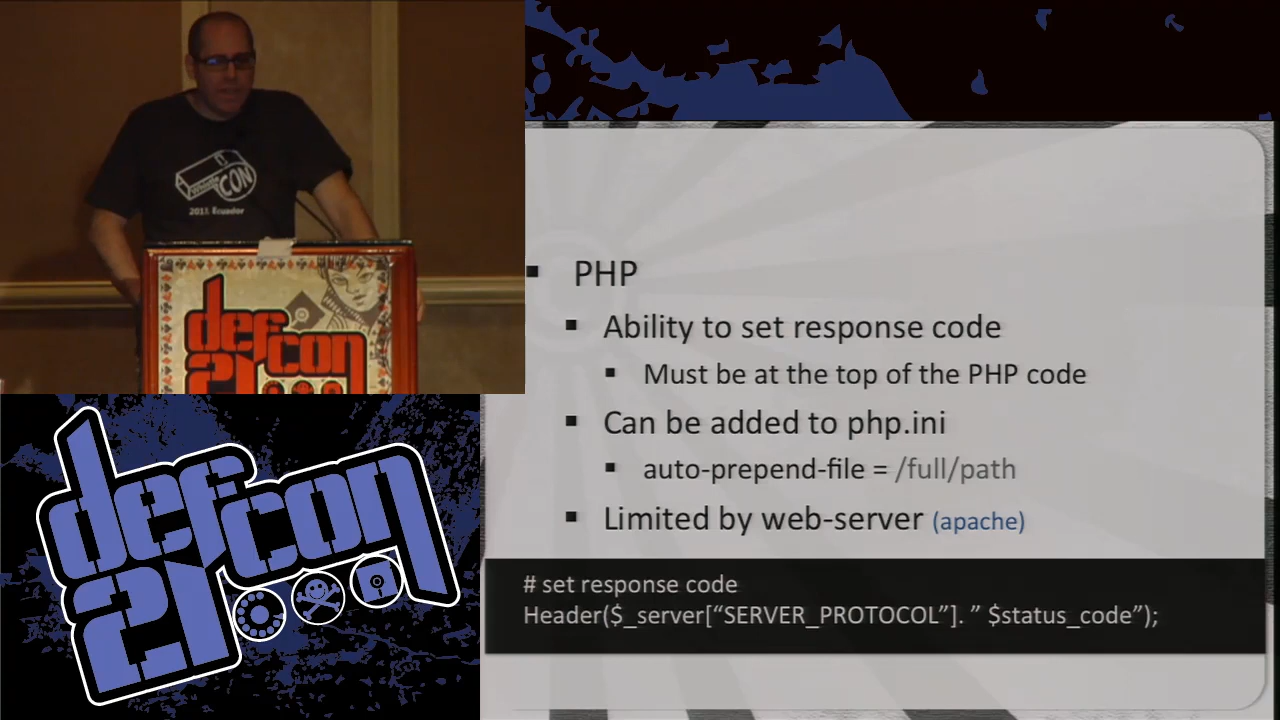 CON
2013 Ecuador
defcon
21
defcon
21
PHP
Ability to set response code
Must be at the top of the PHP code
Can be added to php.ini
auto-prepend-file = /full/path
Limited by web-server (apache)
# set response code
Header($_server[“SERVER_PROTOCOL”]. ” $status_code”);